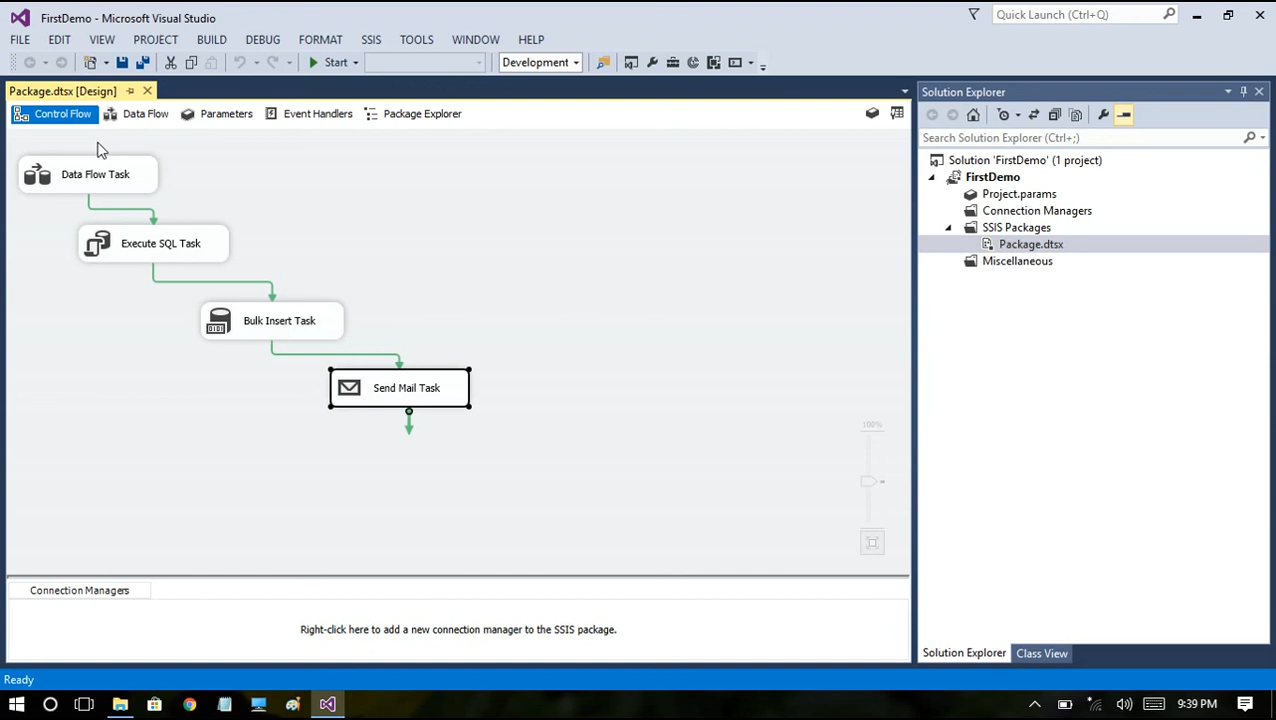 FirstDemo - Microsoft Visual Studio
Quick Launch (Ctrl+Q)
FILE EDIT VIEW PROJECT BUILD DEBUG FORMAT SSIS TOOLS WINDOW HELP
Start Development
Package.dtsx [Design]
Control Flow Data Flow Parameters Event Handlers Package Explorer
Data Flow Task
Execute SQL Task
Bulk Insert Task
0101
Send Mail Task
100%
Connection Managers
Right-click here to add a new connection manager to the SSIS package.
Solution Explorer
Search Solution Explorer (Ctrl+;)
Solution 'FirstDemo' (1 project)
FirstDemo
Project.params
Connection Managers
SSIS Packages
Package.dtsx
Miscellaneous
Solution Explorer Class View
Ready
9:39 PM